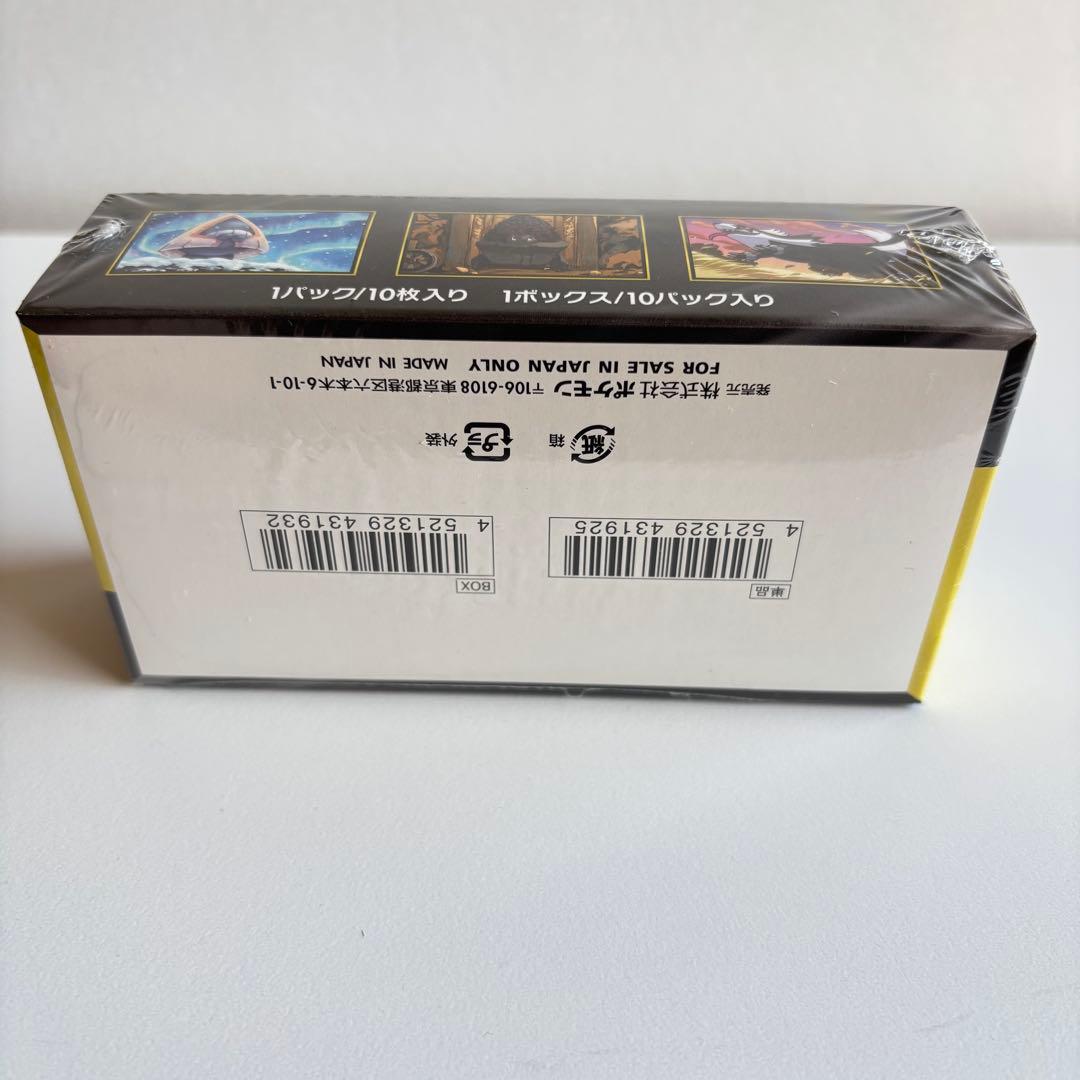 1パック/10枚入り 1ボックス/10パック入り
FOR SALE IN JAPAN ONLY MADE IN JAPAN
発売元 株式会社 ポケモン 〒106-6108 東京都港区六本木6-10-1
紙 箱 プラ 外装
4 521329 431925
4 521329 431932
単品
BOX